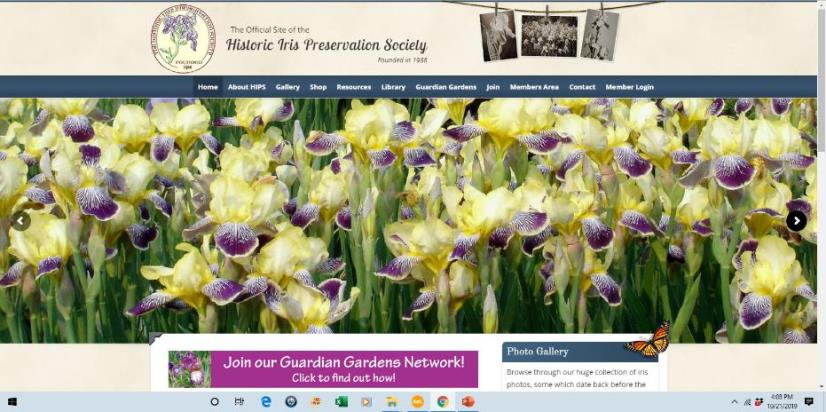 The Official Site of the
Historic Iris Preservation Society
Founded in 1988
Home About HIPS Gallery Shop Resources Library Guardian Gardens Join Members Area Contact Member Login
Join our Guardian Gardens Network!
Click to find out how!
Photo Gallery
Browse through our huge collection of iris
photos, some which date back before the
4:08 PM
10/21/2019